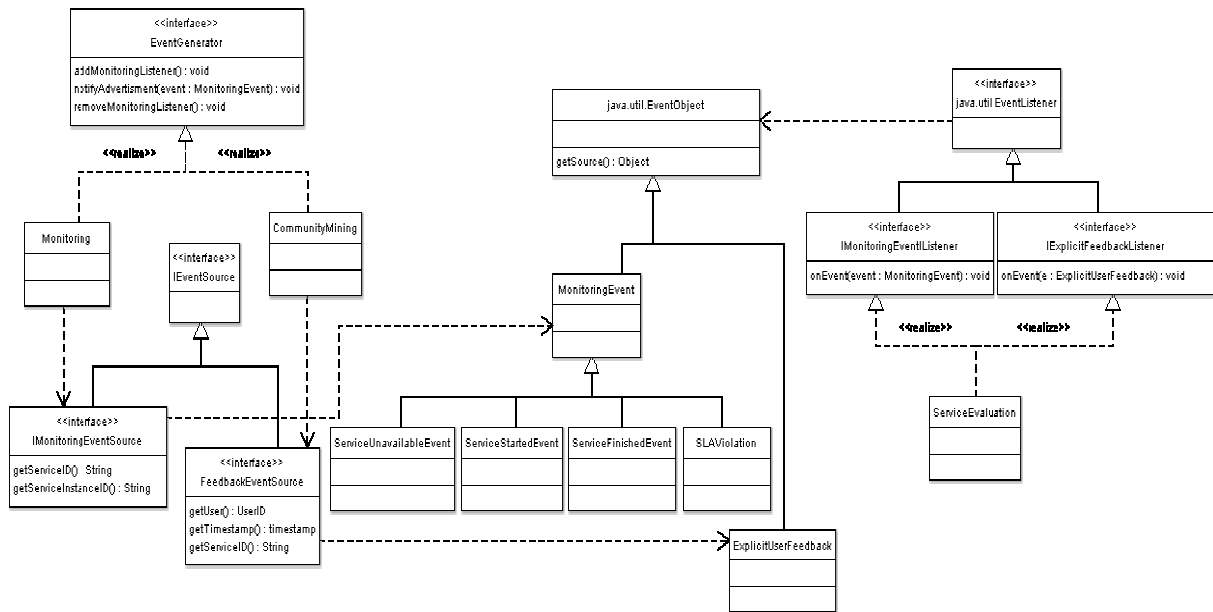 <<interface>>
EventGenerator
addMonitoringListener() : void
notifyAdvertisment(event : MonitoringEvent) : void
removeMonitoringListener() : void
<<realize>>
<<realize>>
Monitoring
CommunityMining
<<interface>>
IEventSource
<<interface>>
IMonitoringEventSource
getServiceID() String
getServiceInstanceID() : String
<<interface>>
FeedbackEventSource
getUser() : UserID
getTimestamp() : timestamp
getServiceID() : String
java.util.EventObject
getSource() : Object
MonitoringEvent
ServiceUnavailableEvent
ServiceStartedEvent
ServiceFinishedEvent
SLAViolation
ExplicitUserFeedback
<<interface>>
java.util EventListener
<<interface>>
IMonitoringEventlListener
onEvent(event : MonitoringEvent) : void
<<interface>>
IExplicitFeedbackListener
onEvent(e : ExplicitUserFeedback) : void
<<realize>>
<<realize>>
ServiceEvaluation